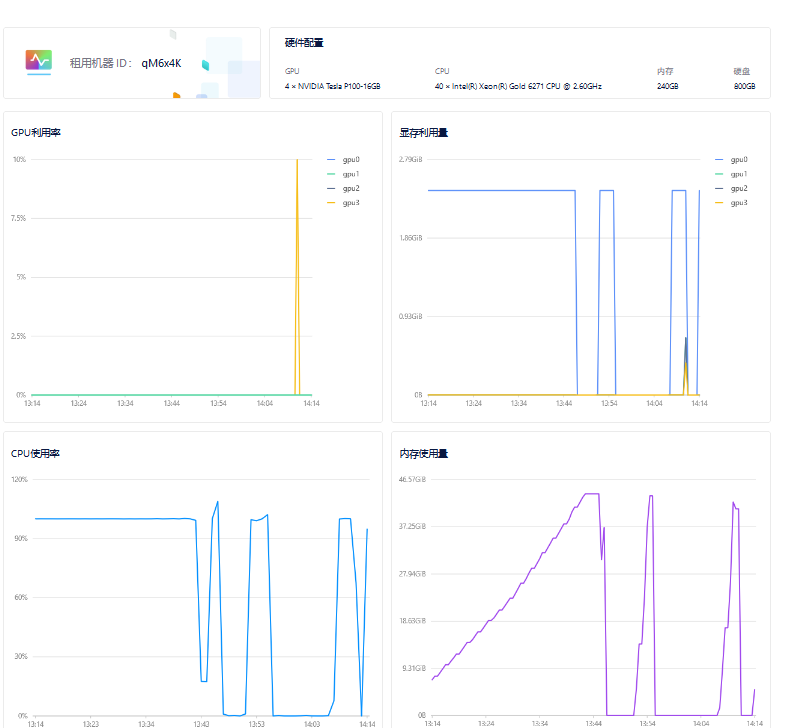 租用机器 ID： qM6x4K
硬件配置
GPU CPU 内存 硬盘
4 × NVIDIA Tesla P100-16GB 40 × Intel(R) Xeon(R) Gold 6271 CPU @ 2.60GHz 240GB 800GB
GPU利用率
10%
7.5%
5%
2.5%
0%
13:14 13:24 13:34 13:44 13:54 14:04 14:14
gpu0
gpu1
gpu2
gpu3
显存利用量
2.79GiB
1.86GiB
0.93GiB
0B
13:14 13:24 13:34 13:44 13:54 14:04 14:14
gpu0
gpu1
gpu2
gpu3
CPU使用率
120%
90%
60%
30%
0%
13:14 13:23 13:34 13:43 13:53 14:03 14:14
内存使用量
46.57GiB
37.25GiB
27.94GiB
18.63GiB
9.31GiB
0B
13:14 13:24 13:34 13:44 13:54 14:04 14:14